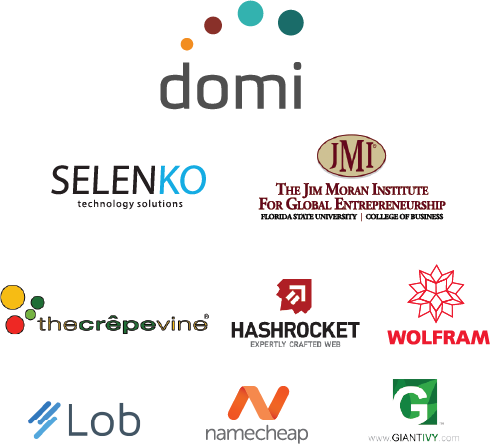 domi
SELENKO
technology solutions
JMI
THE JIM MORAN INSTITUTE
FOR GLOBAL ENTREPRENEURSHIP
FLORIDA STATE UNIVERSITY | COLLEGE OF BUSINESS
thecrêpevine®
HASHROCKET
EXPERTLY CRAFTED WEB
WOLFRAM
Lob
namecheap
G
www.GIANTIVY.com